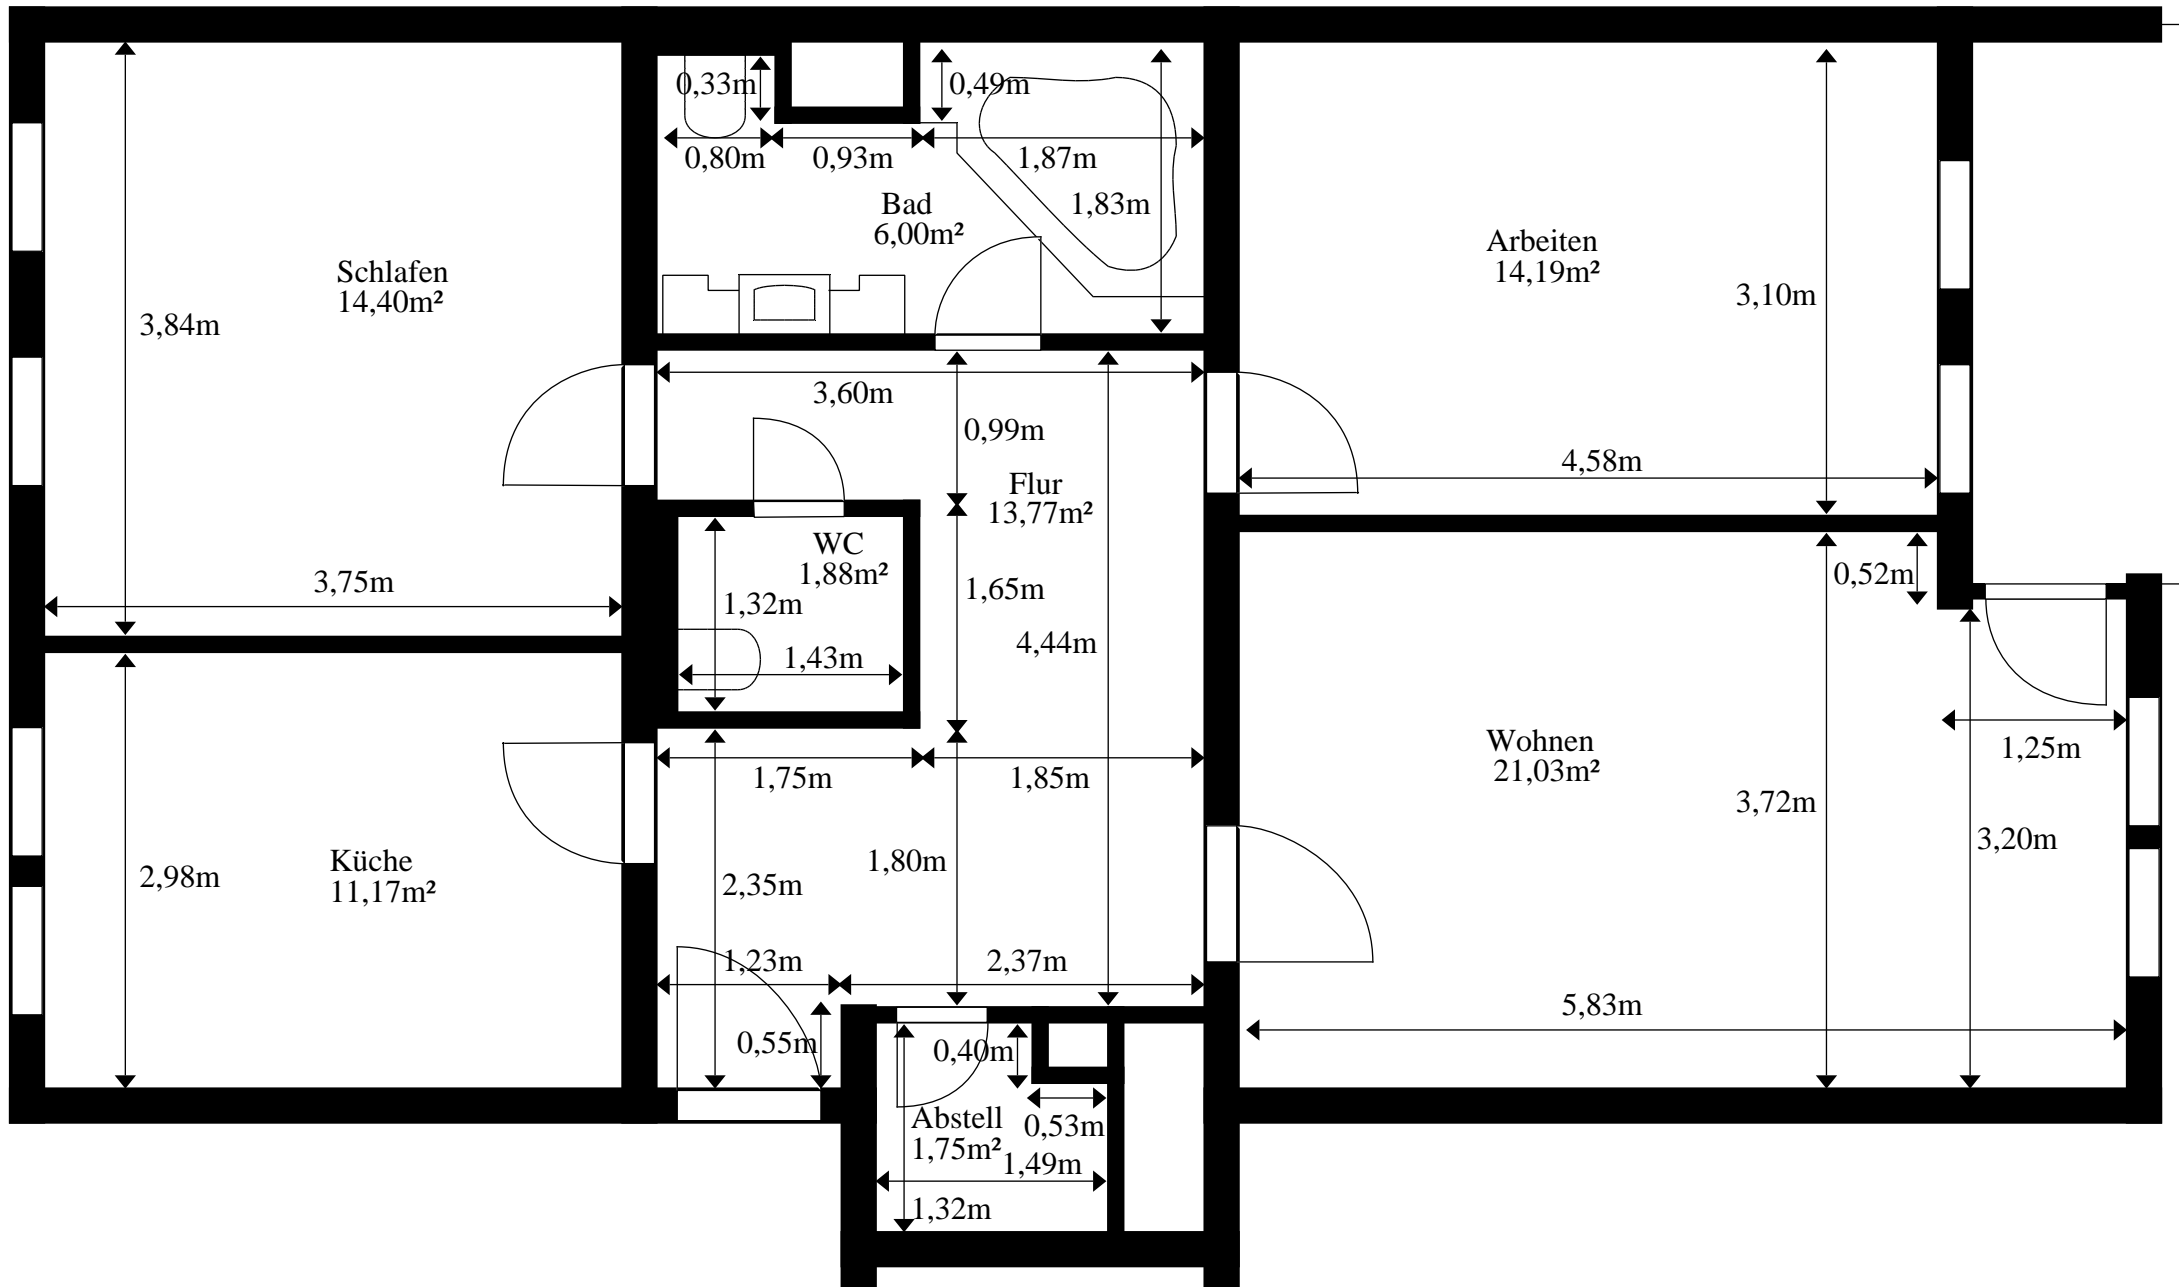 0,33m
0,49m
0,80m
0,93m
1,87m
1,83m
Bad
6,00m²
Schlafen
14,40m²
3,84m
3,75m
Arbeiten
14,19m²
3,10m
4,58m
3,60m
0,99m
Flur
13,77m²
WC
1,88m²
1,32m
1,43m
1,65m
4,44m
0,52m
1,75m
1,85m
Wohnen
21,03m²
1,25m
3,72m
3,20m
5,83m
Küche
11,17m²
2,98m
2,35m
1,80m
1,23m
2,37m
0,55m
0,40m
Abstell
1,75m²
0,53m
1,49m
1,32m